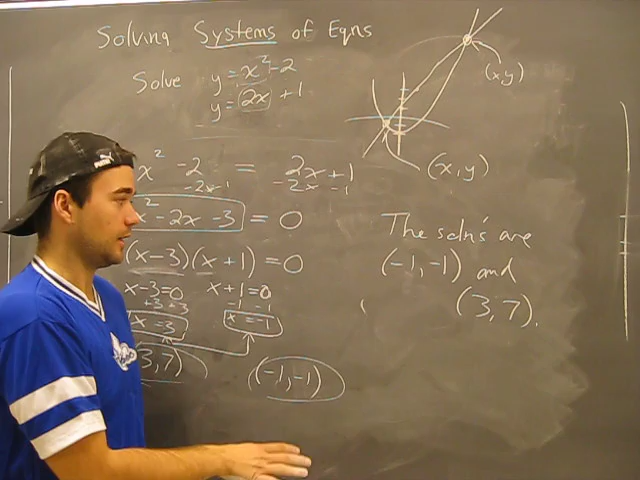 Solving Systems of Eqns
Solve y = x² - 2
y = 2x + 1
(x,y)
(x,y)
x² - 2 = 2x + 1
-2x -1 -2x -1
x² - 2x - 3 = 0
(x-3)(x+1) = 0
x-3=0 x+1=0
+3 +3 -1 -1
x=3 x=-1
3,7) (-1,-1)
The soln's are
(-1,-1) and
(3,7).
PUMA